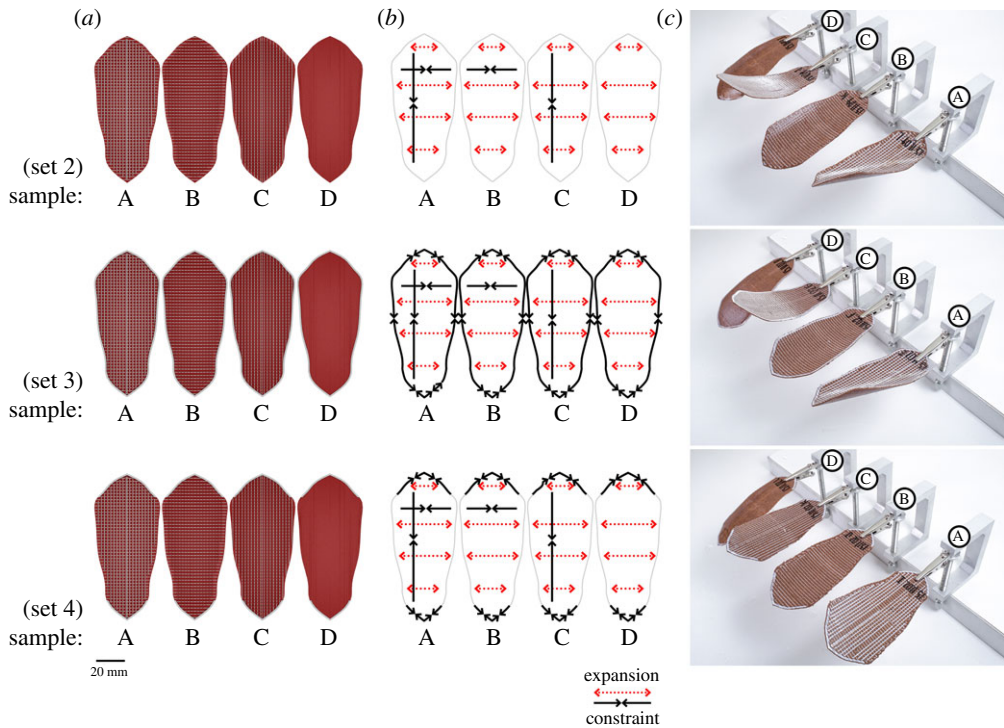 (a) (b) (c)
D
C
B
A
(set 2)
sample: A B C D A B C D
D
C
B
A
(set 3)
sample: A B C D A B C D
D
C
B
A
(set 4)
sample: A B C D A B C D
20 mm
expansion
constraint